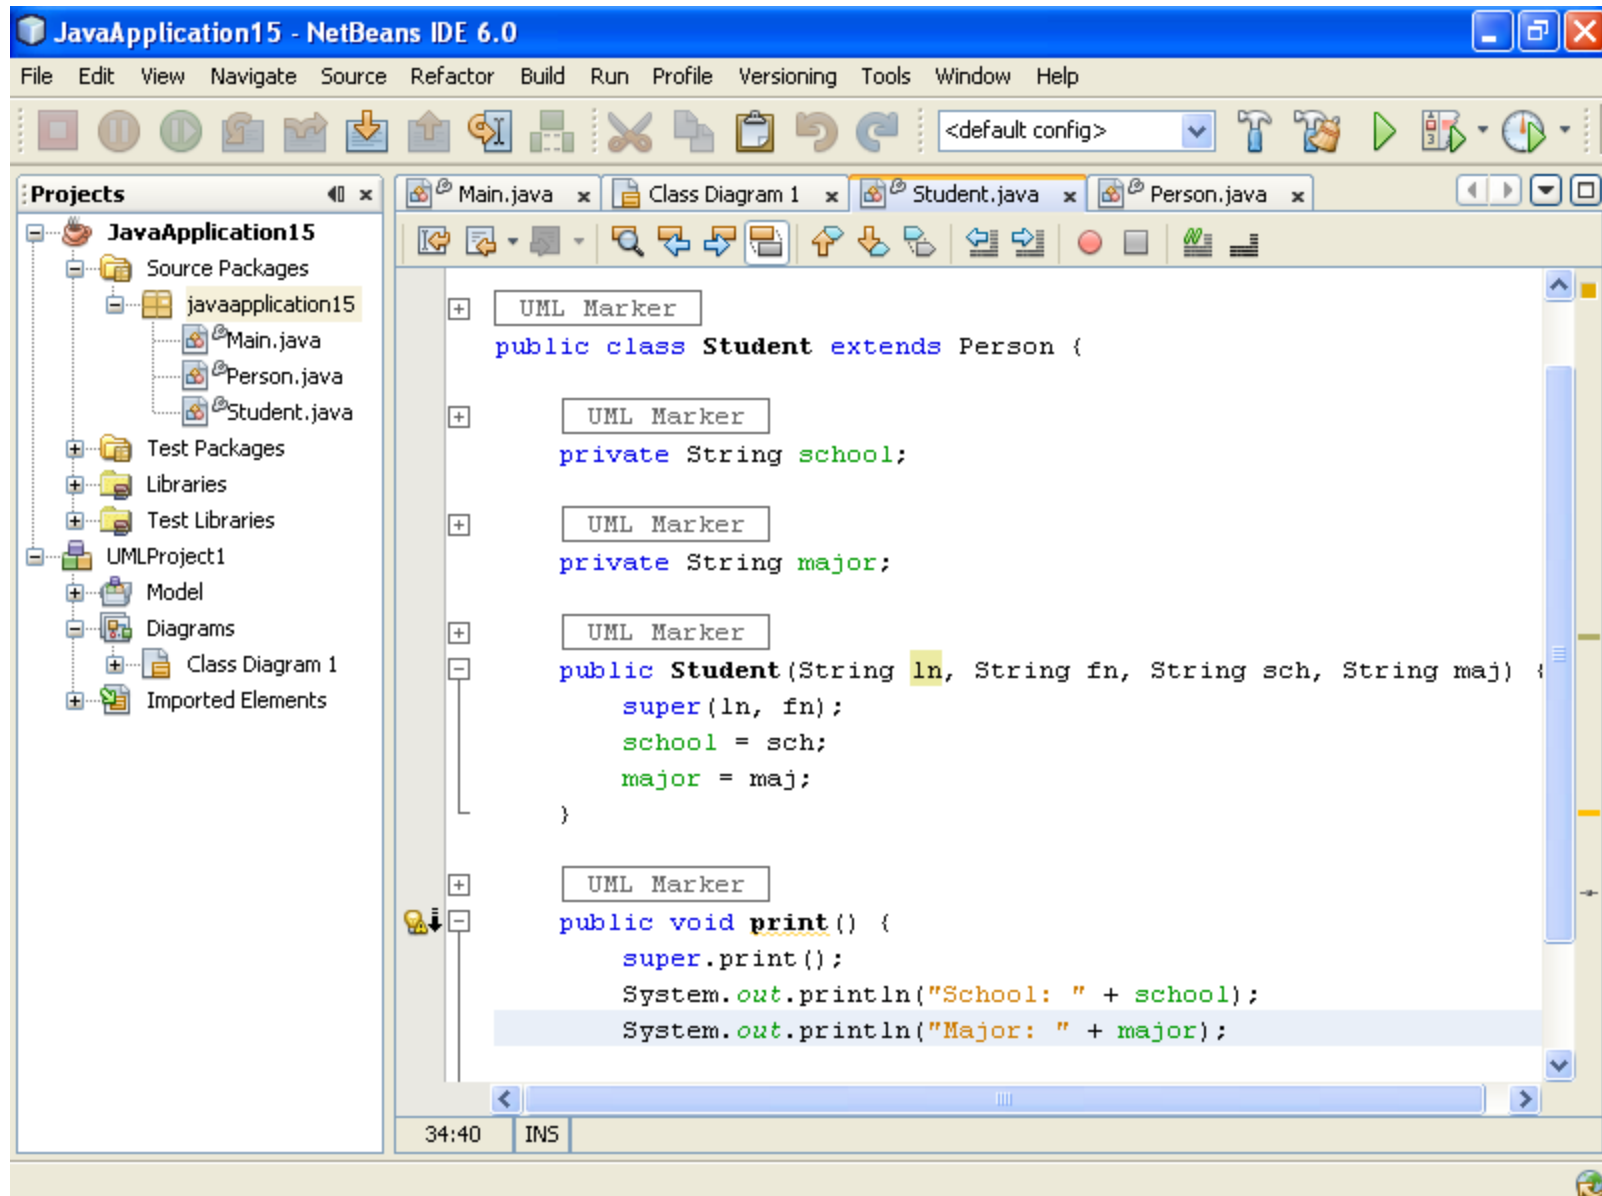 JavaApplication15 - NetBeans IDE 6.0
File Edit View Navigate Source Refactor Build Run Profile Versioning Tools Window Help
<default config>
Projects
JavaApplication15
Source Packages
javaapplication15
Main.java
Person.java
Student.java
Test Packages
Libraries
Test Libraries
UMLProject1
Model
Diagrams
Class Diagram 1
Imported Elements
Main.java Class Diagram 1 Student.java Person.java
UML Marker
public class Student extends Person {
UML Marker
private String school;
UML Marker
private String major;
UML Marker
public Student(String ln, String fn, String sch, String maj) {
super(ln, fn);
school = sch;
major = maj;
}
UML Marker
public void print() {
super.print();
System.out.println("School: " + school);
System.out.println("Major: " + major);
34:40 INS